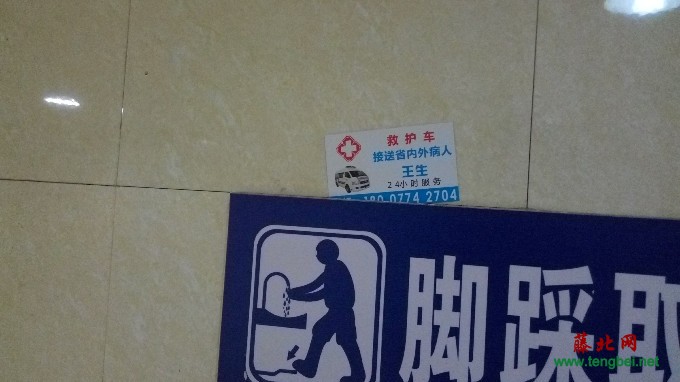 救护车
接送省内外病人
王生
24小时服务
180 0774 2704
脚踩取
藤北网
www.tengbei.net